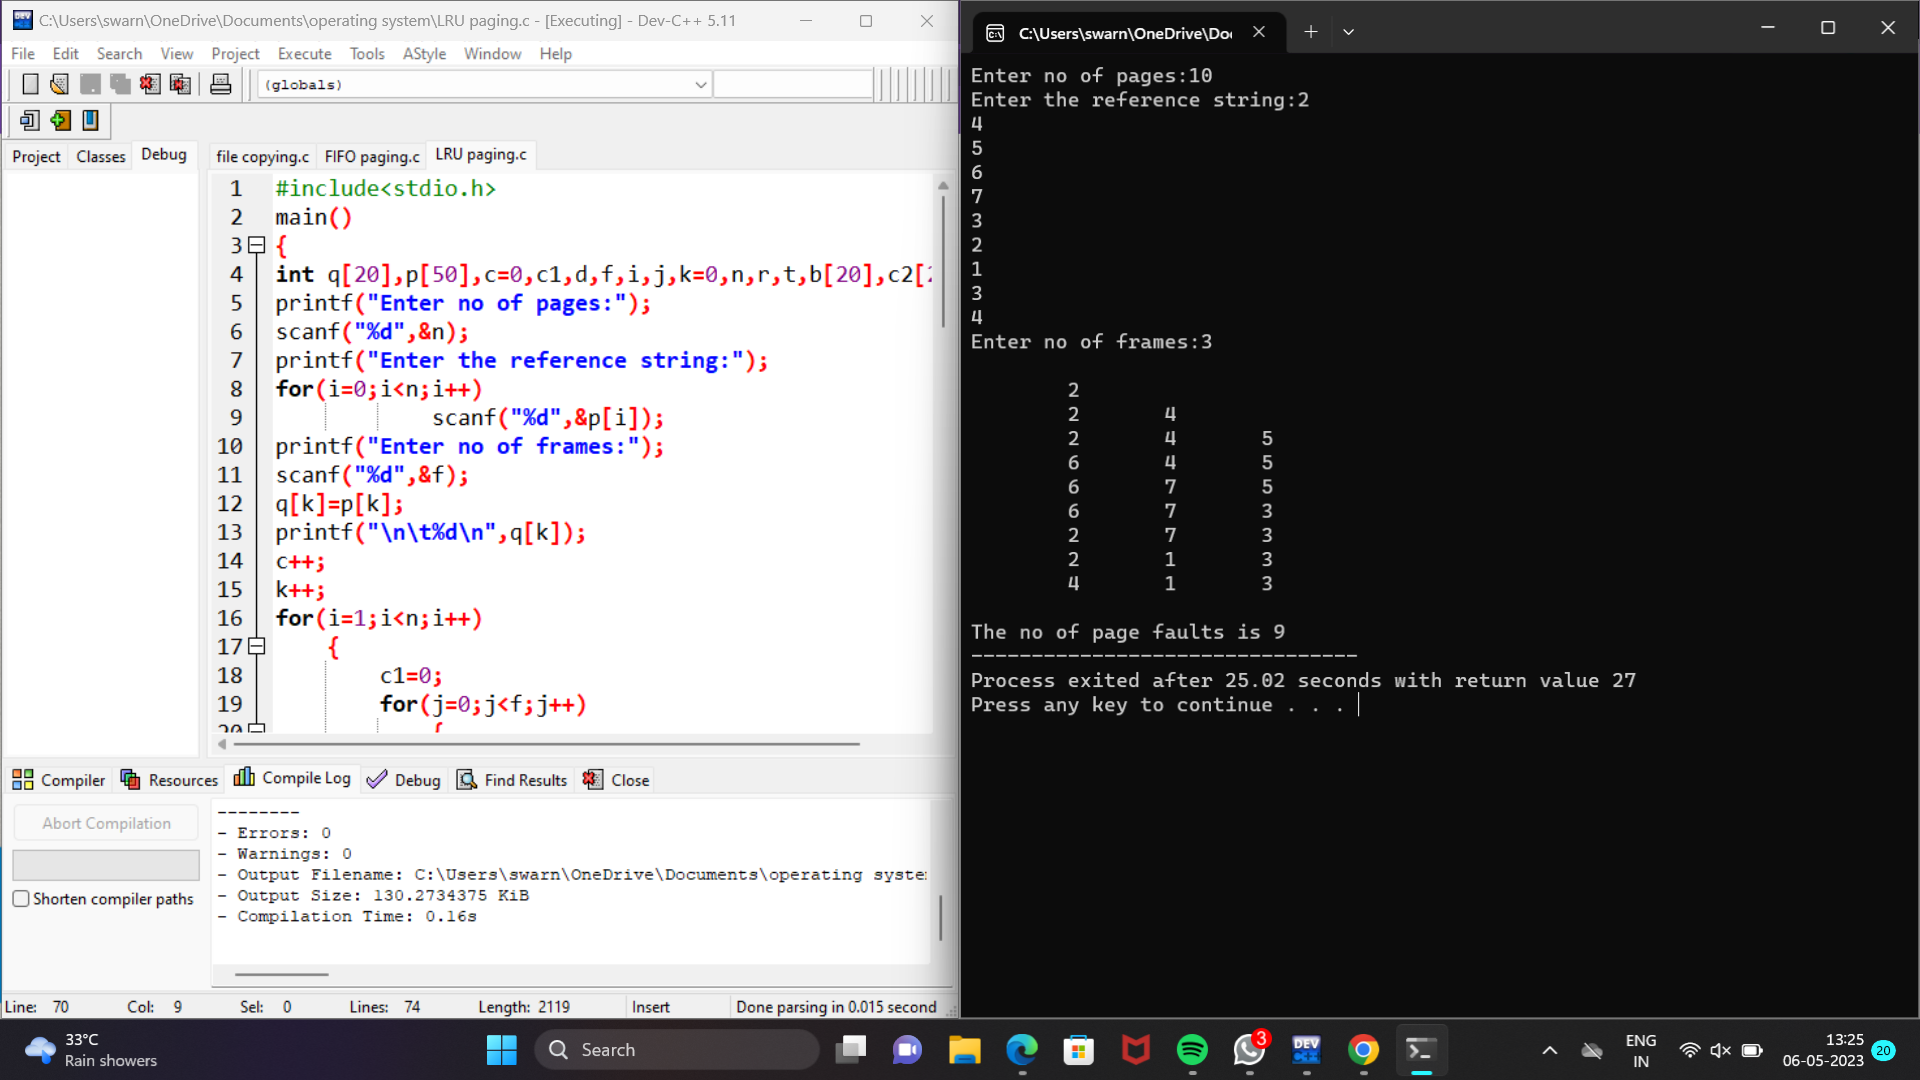 C:\Users\swarn\OneDrive\Documents\operating system\LRU paging.c - [Executing] - Dev-C++ 5.11
File Edit Search View Project Execute Tools AStyle Window Help
(globals)
Project Classes Debug
file copying.c FIFO paging.c LRU paging.c
1 #include<stdio.h>
2 main()
3 {
4 int q[20],p[50],c=0,c1,d,f,i,j,k=0,n,r,t,b[20],c2[2
5 printf("Enter no of pages:");
6 scanf("%d",&n);
7 printf("Enter the reference string:");
8 for(i=0;i<n;i++)
9 scanf("%d",&p[i]);
10 printf("Enter no of frames:");
11 scanf("%d",&f);
12 q[k]=p[k];
13 printf("\n\t%d\n",q[k]);
14 c++;
15 k++;
16 for(i=1;i<n;i++)
17 {
18 c1=0;
19 for(j=0;j<f;j++)
20 {
Compiler Resources Compile Log Debug Find Results Close
Abort Compilation
Shorten compiler paths
--------
- Errors: 0
- Warnings: 0
- Output Filename: C:\Users\swarn\OneDrive\Documents\operating syste
- Output Size: 130.2734375 KiB
- Compilation Time: 0.16s
Line: 70 Col: 9 Sel: 0 Lines: 74 Length: 2119 Insert Done parsing in 0.015 second
C:\Users\swarn\OneDrive\Do
Enter no of pages:10
Enter the reference string:2
4
5
6
7
3
2
1
3
4
Enter no of frames:3
2
2 4
2 4 5
6 4 5
6 7 5
6 7 3
2 7 3
2 1 3
4 1 3
The no of page faults is 9
--------------------------------
Process exited after 25.02 seconds with return value 27
Press any key to continue . . .
33°C
Rain showers
Search
3
DEV
ENG
IN
13:25
06-05-2023
20